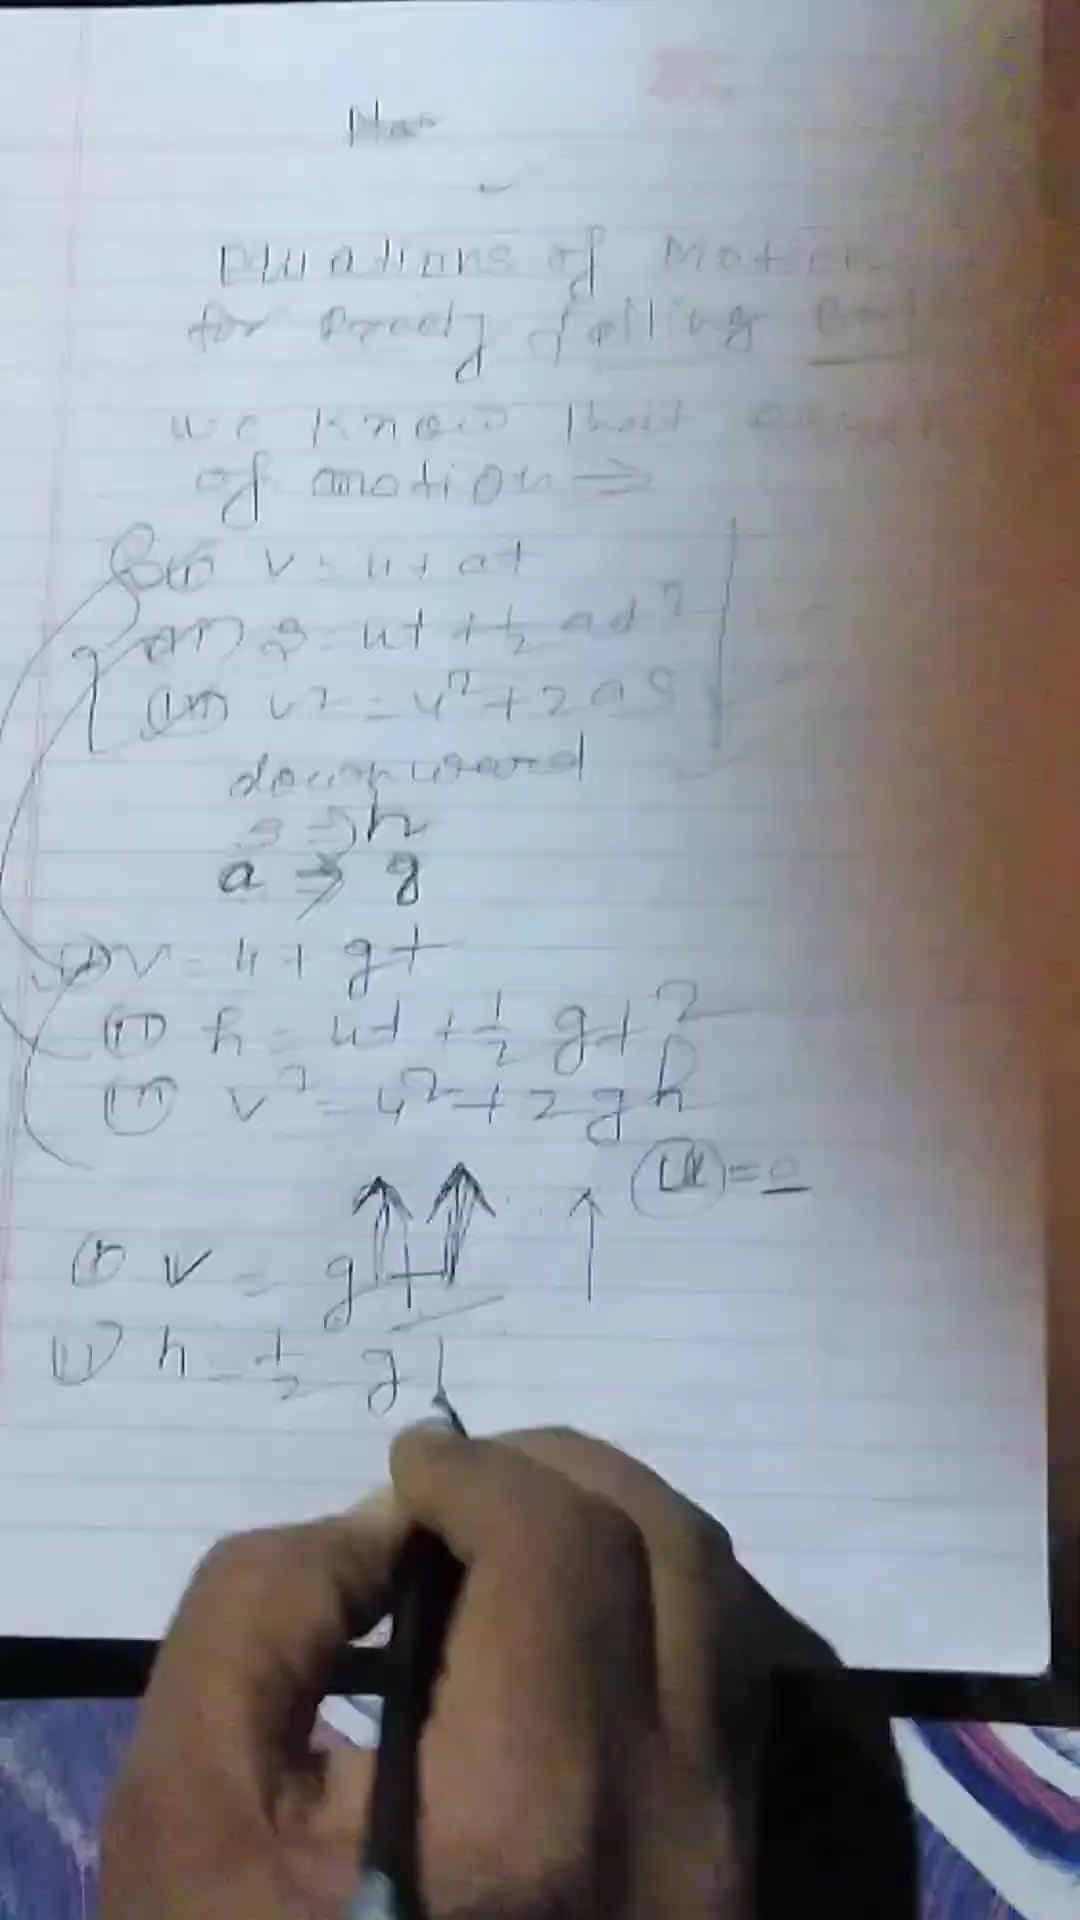 Equations of Motion
for freely falling Bod
we know that
of motion ⇒
(I) v = u + at
(II) s = ut + 1/2 at²
(III) v² = u² + 2as
downward
s ⇒ h
a ⇒ g
(I) v = u + gt
(II) h = ut + 1/2 gt²
(III) v² = u² + 2gh
u = 0
(I) v = gt
(II) h = 1/2 g